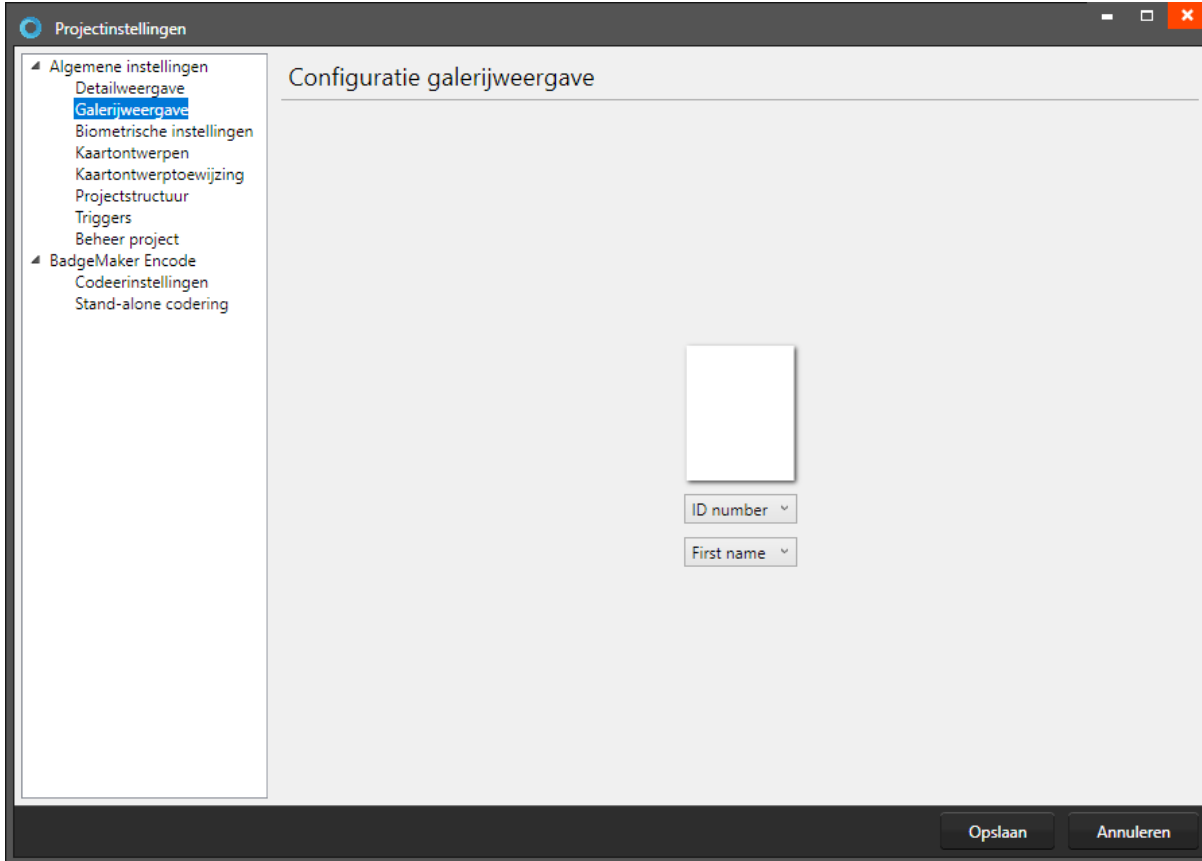 Projectinstellingen
Algemene instellingen
Detailweergave
Galerijweergave
Biometrische instellingen
Kaartontwerpen
Kaartontwerptoewijzing
Projectstructuur
Triggers
Beheer project
BadgeMaker Encode
Codeerinstellingen
Stand-alone codering
Configuratie galerijweergave
ID number
First name
Opslaan
Annuleren